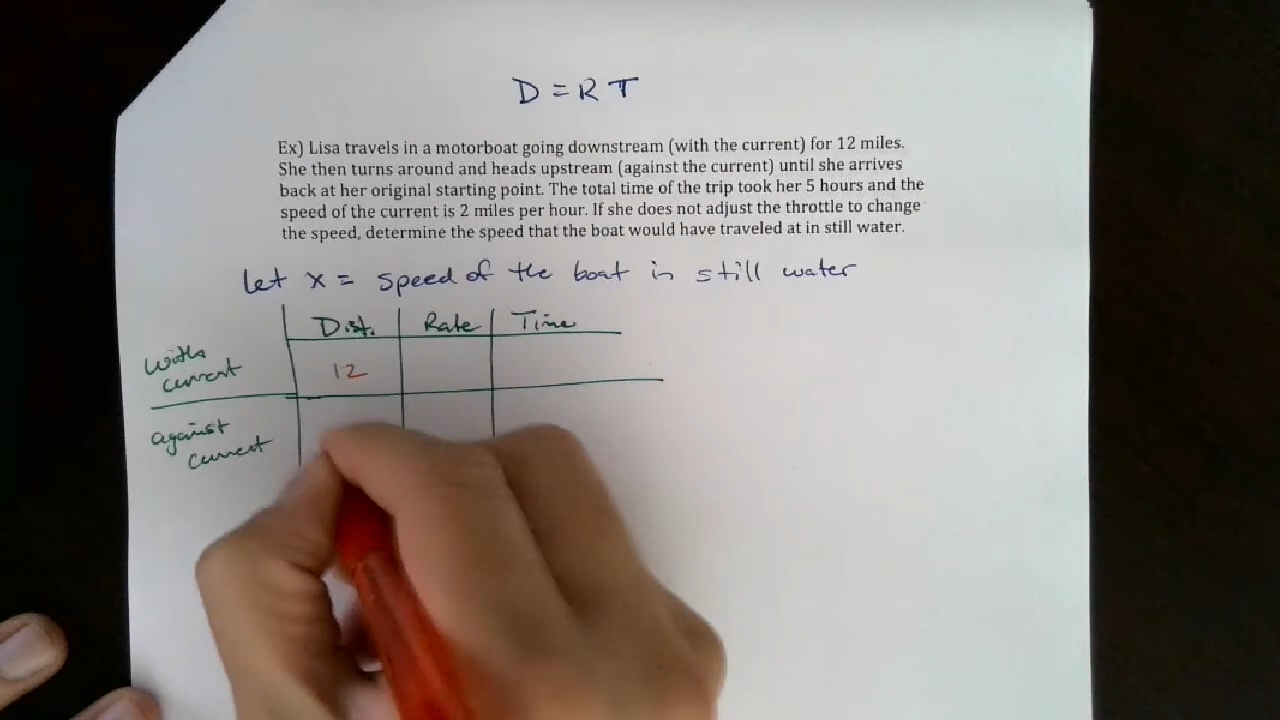 D = RT
Ex) Lisa travels in a motorboat going downstream (with the current) for 12 miles.
She then turns around and heads upstream (against the current) until she arrives
back at her original starting point. The total time of the trip took her 5 hours and the
speed of the current is 2 miles per hour. If she does not adjust the throttle to change
the speed, determine the speed that the boat would have traveled at in still water.
Let x = speed of the boat in still water
Dist. Rate Time
with
current 12
against
current